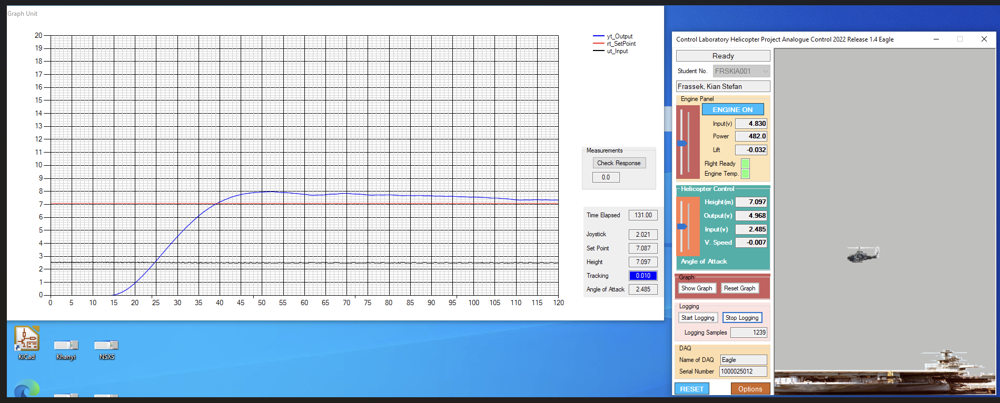 Graph Unit
20
19
18
17
16
15
14
13
12
11
10
9
8
7
6
5
4
3
2
1
0
0 5 10 15 20 25 30 35 40 45 50 55 60 65 70 75 80 85 90 95 100 105 110 115 120
yt_Output
rt_SetPoint
ut_Input
Measurements
Check Response
0.0
Time Elapsed 131.00
Joystick 2.021
Set Point 7.087
Height 7.097
Tracking 0.010
Angle of Attack 2.485
KiCad Khanyi NSXS
Control Laboratory Helicopter Project Analogue Control 2022 Release 1.4 Eagle
Ready
Student No. FRSKIA001
Frassek, Kian Stefan
Engine Panel
ENGINE ON
Input(v) 4.830
Power 482.0
Lift -0.032
Flight Ready
Engine Temp.
Helicopter Control
Height(m) 7.097
Output(v) 4.968
Input(v) 2.485
V. Speed -0.007
Angle of Attack
Graph
Show Graph Reset Graph
Logging
Start Logging Stop Logging
Logging Samples 1239
DAQ
Name of DAQ Eagle
Serial Number 1000025012
RESET Options